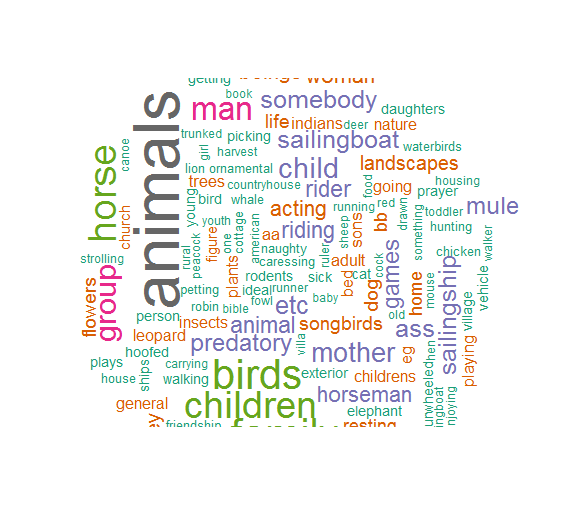 getting
woman
book
man
somebody
daughters
life
indians
deer
nature
trunked
picking
sailingboat
waterbirds
canoe
animals
horse
girl
harvest
child
landscapes
lion
ornamental
trees
countryhouse
rider
food
going
housing
prayer
bird
whale
young
acting
running
red
toddler
mule
church
youth
figure
one
cottage
american
aa
riding
sheep
sons
bb
drawn
something
hunting
strolling
rural
peacock
naughty
caressing
ruler
adult
games
chicken
walker
group
flowers
plants
rodents
sick
cat
cock
petting
ideal
runner
bed
dog
home
mouse
sailingship
vehicle
robin
bible
fowl
baby
etc
old
village
person
insects
animal
songbirds
ass
leopard
predatory
villa
mother
eg
hen
playing
hoofed
plays
ships
carrying
birds
exterior
childrens
house
walking
horseman
unwheeled
general
children
elephant
friendship
resting